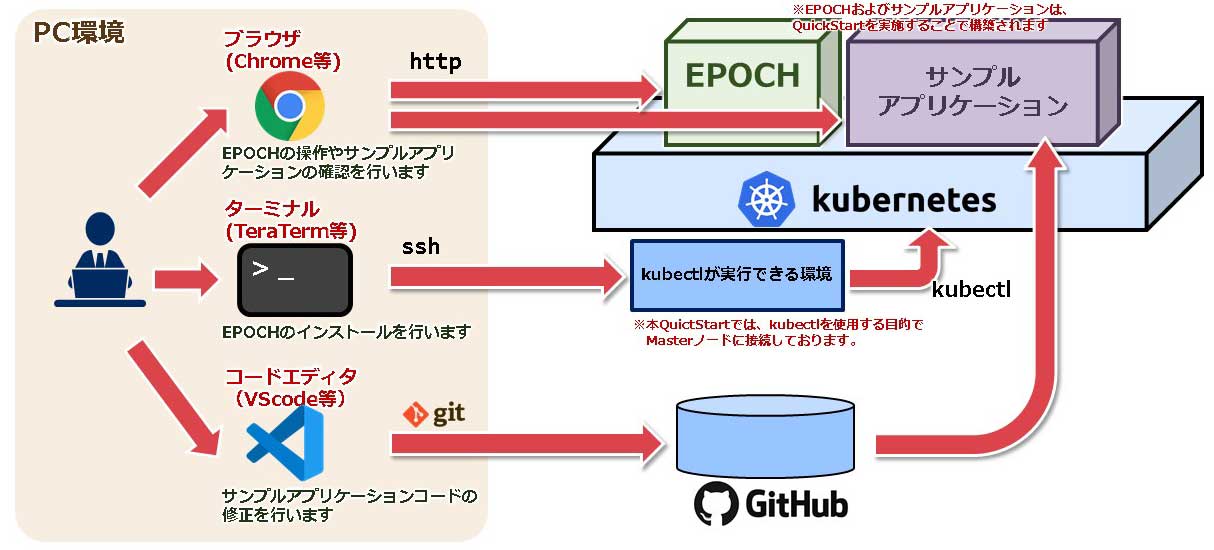 PC環境
ブラウザ
(Chrome等)
EPOCHの操作やサンプルアプリ
ケーションの確認を行います
ターミナル
(TeraTerm等)
> _
EPOCHのインストールを行います
コードエディタ
（VScode等）
サンプルアプリケーションコードの
修正を行います
http
ssh
git
※EPOCHおよびサンプルアプリケーションは、
QuickStartを実施することで構築されます
EPOCH
サンプル
アプリケーション
kubernetes
kubectlが実行できる環境
kubectl
※本QuictStartでは、kubectlを使用する目的で
Masterノードに接続しております。
GitHub